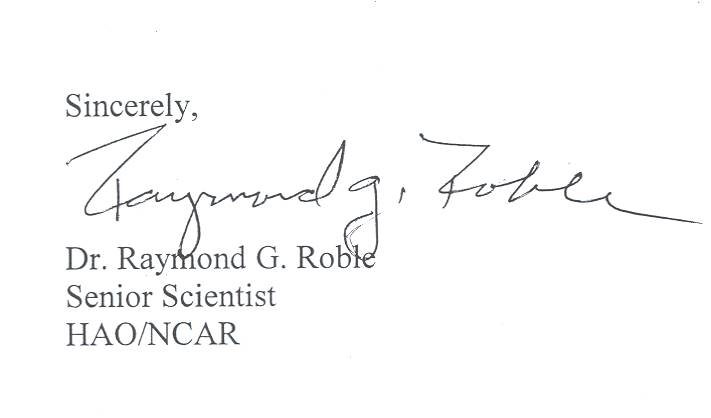 Sincerely,
Raymond G. Roble
Dr. Raymond G. Roble
Senior Scientist
HAO/NCAR